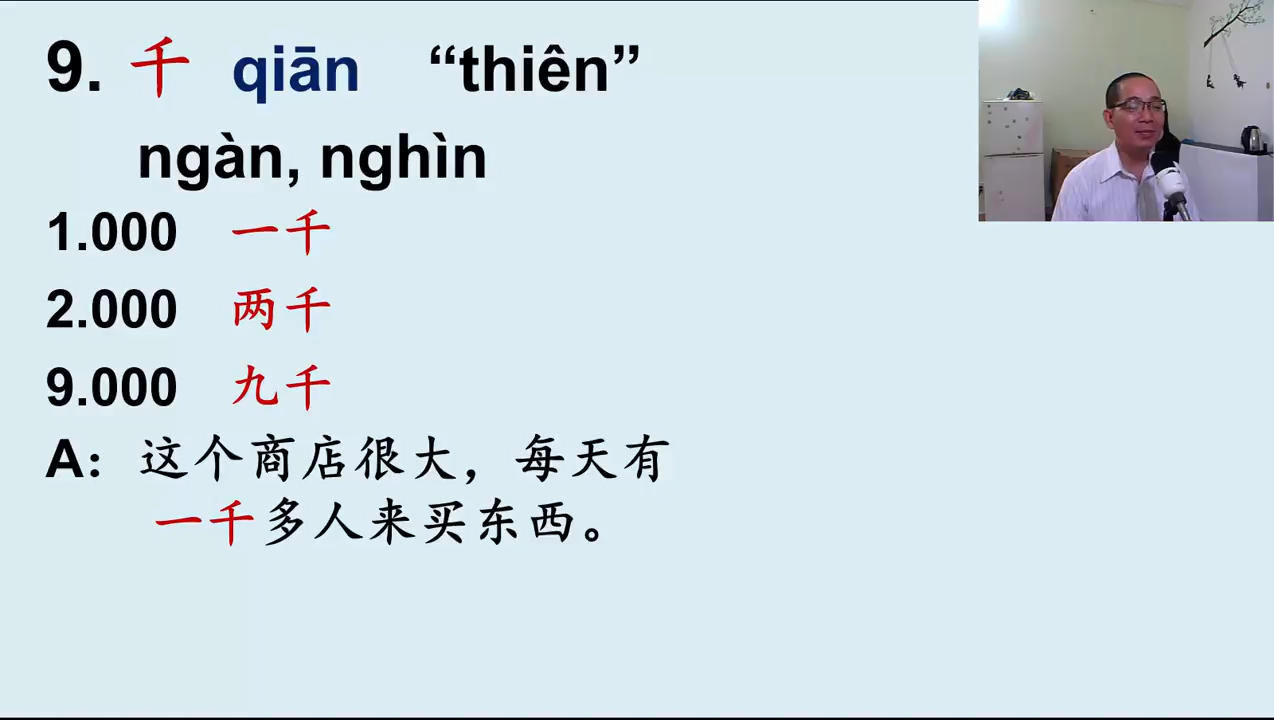 9. 千 qiān “thiên”
ngàn, nghìn
1.000 一千
2.000 两千
9.000 九千
A：这个商店很大，每天有
一千多人来买东西。